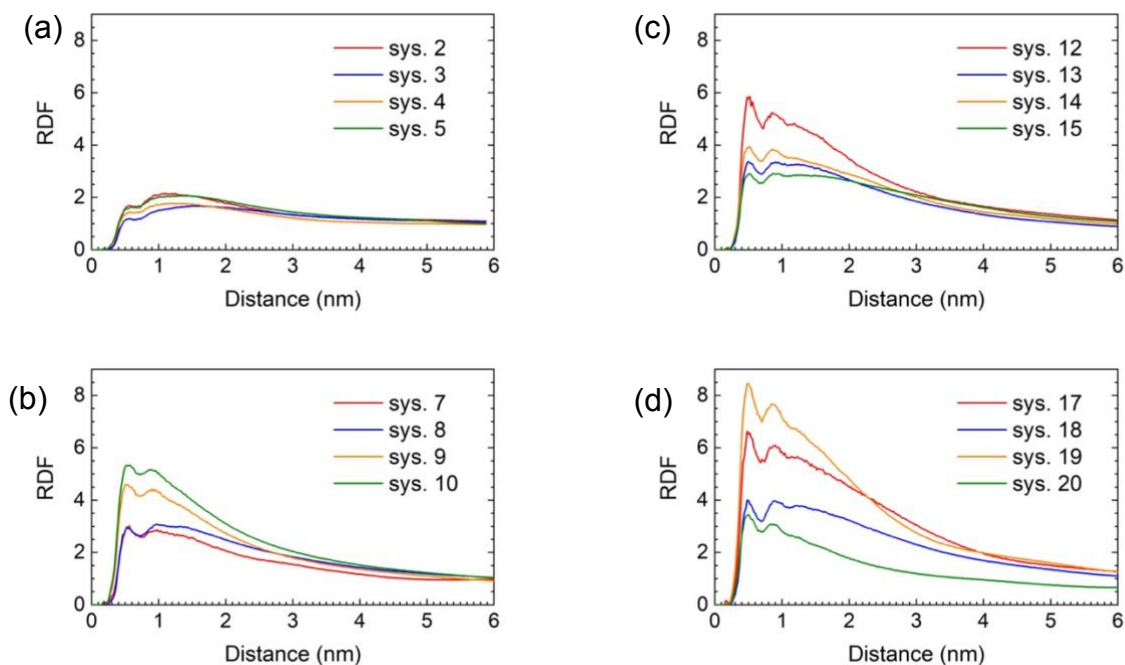 (a)
RDF
8
6
4
2
0
sys. 2
sys. 3
sys. 4
sys. 5
0 1 2 3 4 5 6
Distance (nm)
(c)
RDF
8
6
4
2
0
sys. 12
sys. 13
sys. 14
sys. 15
0 1 2 3 4 5 6
Distance (nm)
(b)
RDF
8
6
4
2
0
sys. 7
sys. 8
sys. 9
sys. 10
0 1 2 3 4 5 6
Distance (nm)
(d)
RDF
8
6
4
2
0
sys. 17
sys. 18
sys. 19
sys. 20
0 1 2 3 4 5 6
Distance (nm)